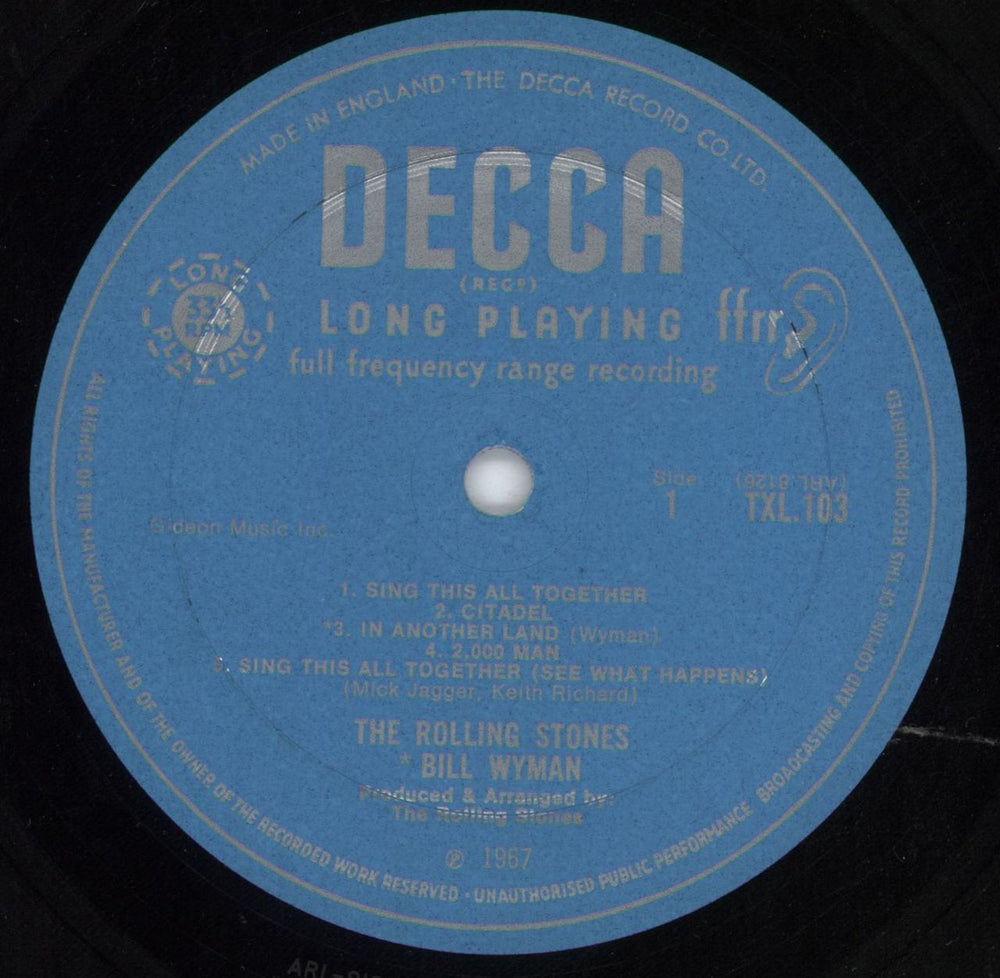 MADE IN ENGLAND · THE DECCA RECORD CO. LTD.
DECCA
(REGᴰ)
LONG PLAYING
LONG PLAYING
33⅓
RPM
ffrr
full frequency range recording
Side
1
(ARL.8126)
TXL.103
Gideon Music Inc.
1. SING THIS ALL TOGETHER
2. CITADEL
*3. IN ANOTHER LAND (Wyman)
4. 2.000 MAN
5. SING THIS ALL TOGETHER (SEE WHAT HAPPENS)
(Mick Jagger, Keith Richard)
THE ROLLING STONES
* BILL WYMAN
Produced & Arranged by:
The Rolling Stones
℗ 1967
ALL RIGHTS OF THE MANUFACTURER AND OF THE OWNER OF THE RECORDED WORK RESERVED · UNAUTHORISED PUBLIC PERFORMANCE BROADCASTING AND COPYING OF THIS RECORD PROHIBITED